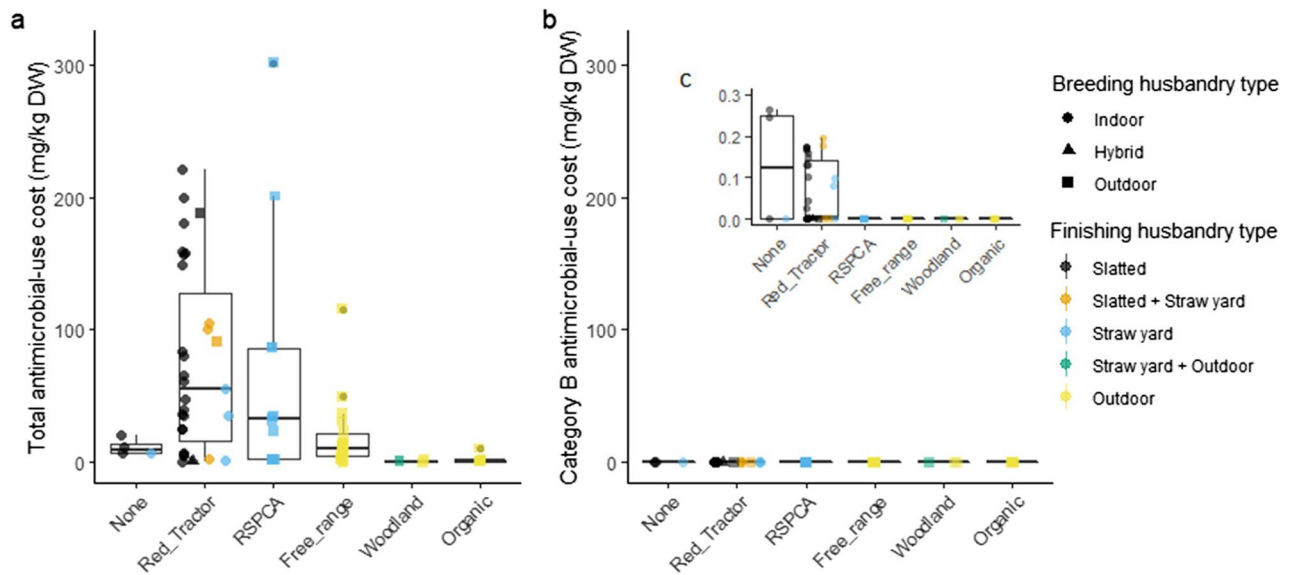 a
Total antimicrobial-use cost (mg/kg DW)
300
200
100
0
None
Red_Tractor
RSPCA
Free_range
Woodland
Organic
b
Category B antimicrobial-use cost (mg/kg DW)
300
200
100
0
None
Red_Tractor
RSPCA
Free_range
Woodland
Organic
c
0.3
0.2
0.1
0.0
None
Red_Tractor
RSPCA
Free_range
Woodland
Organic
Breeding husbandry type
Indoor
Hybrid
Outdoor
Finishing husbandry type
Slatted
Slatted + Straw yard
Straw yard
Straw yard + Outdoor
Outdoor